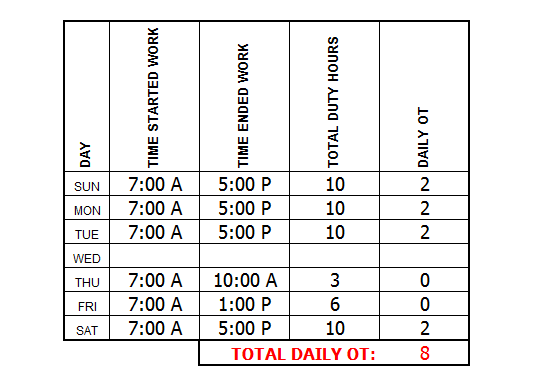 DAY TIME STARTED WORK TIME ENDED WORK TOTAL DUTY HOURS DAILY OT
SUN 7:00 A 5:00 P 10 2
MON 7:00 A 5:00 P 10 2
TUE 7:00 A 5:00 P 10 2
WED
THU 7:00 A 10:00 A 3 0
FRI 7:00 A 1:00 P 6 0
SAT 7:00 A 5:00 P 10 2
TOTAL DAILY OT: 8